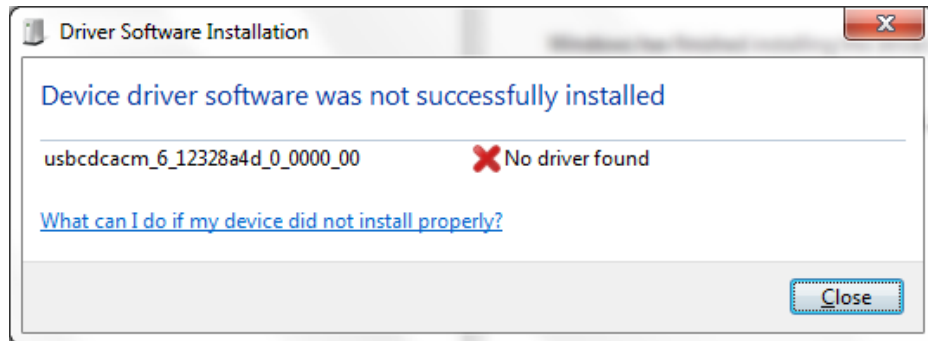 Driver Software Installation
Device driver software was not successfully installed
usbcdcacm_6_12328a4d_0_0000_00 No driver found
What can I do if my device did not install properly?
Close